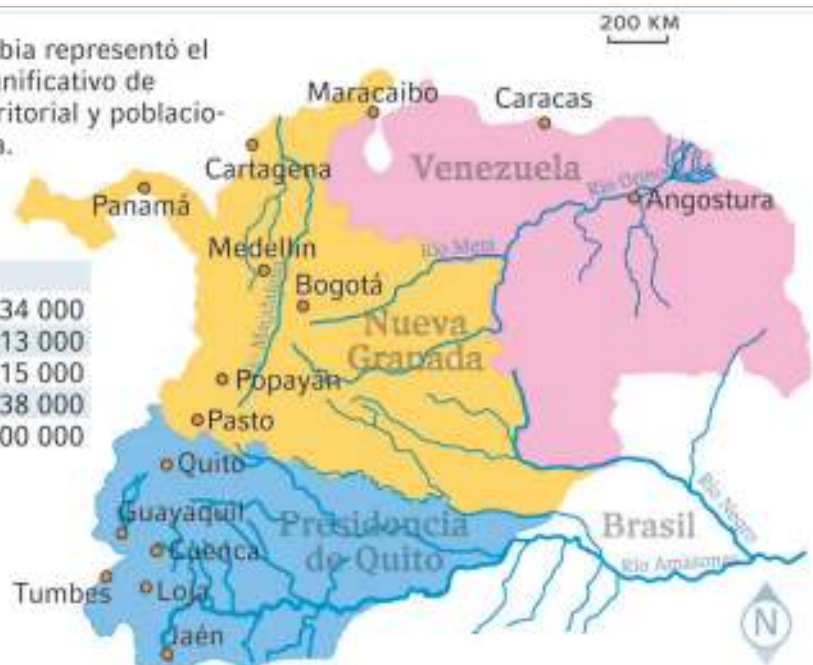 200 KM
bia representó el
nificativo de
ritorial y poblacio-
a.
34 000
13 000
15 000
38 000
00 000
Maracaibo
Caracas
Cartagena
Venezuela
Panamá
Río Orinoco
Angostura
Medellín
Río Meta
Bogotá
Nueva
Granada
Popayán
Pasto
Quito
Guayaquil
Presidencia
de Quito
Brasil
Río Negro
Cuenca
Río Amazonas
Tumbes
Loja
Jaén
N